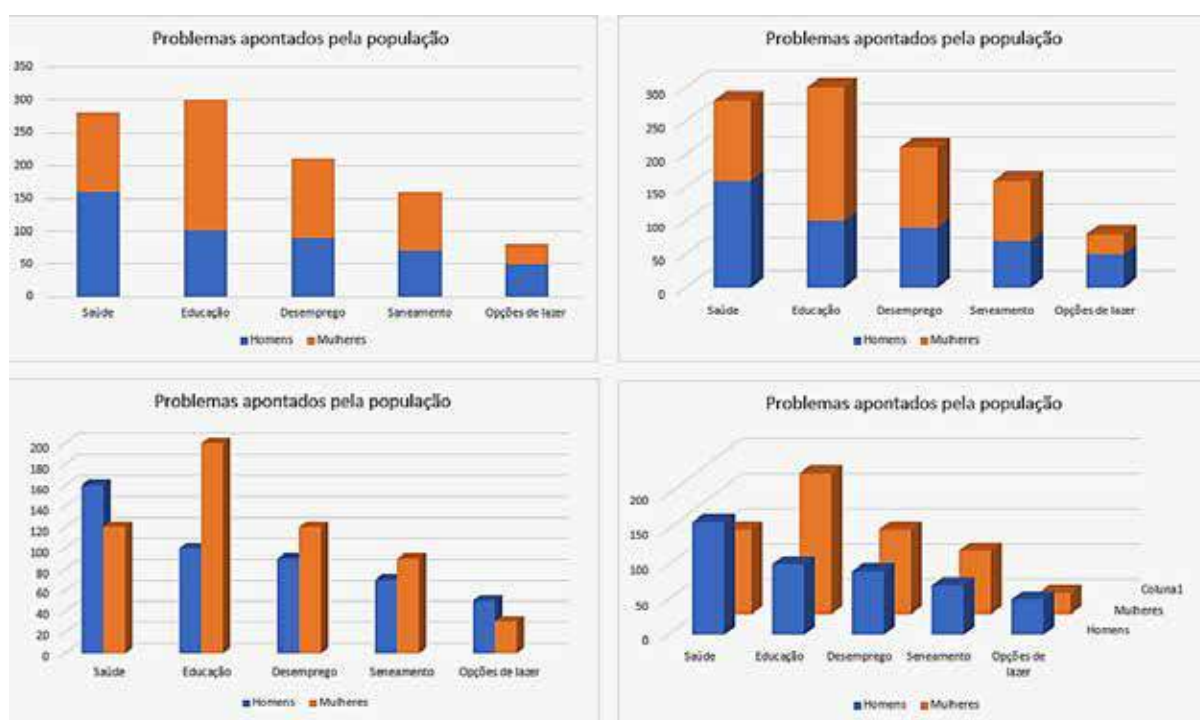 Problemas apontados pela população
350
300
250
200
150
100
50
0
Saúde Educação Desemprego Saneamento Opções de lazer
Homens Mulheres
Problemas apontados pela população
300
250
200
150
100
50
0
Saúde Educação Desemprego Seneamento Opções de lazer
Homens Mulheres
Problemas apontados pela população
200
180
160
140
120
100
80
60
40
20
0
Saúde Educação Desemprego Seneamento Opções de lazer
Homens Mulheres
Problemas apontados pela população
200
150
100
50
0
Coluna1
Mulheres
Homens
Saúde Educação Desemprego Seneamento Opções de
lazer
Homens Mulheres